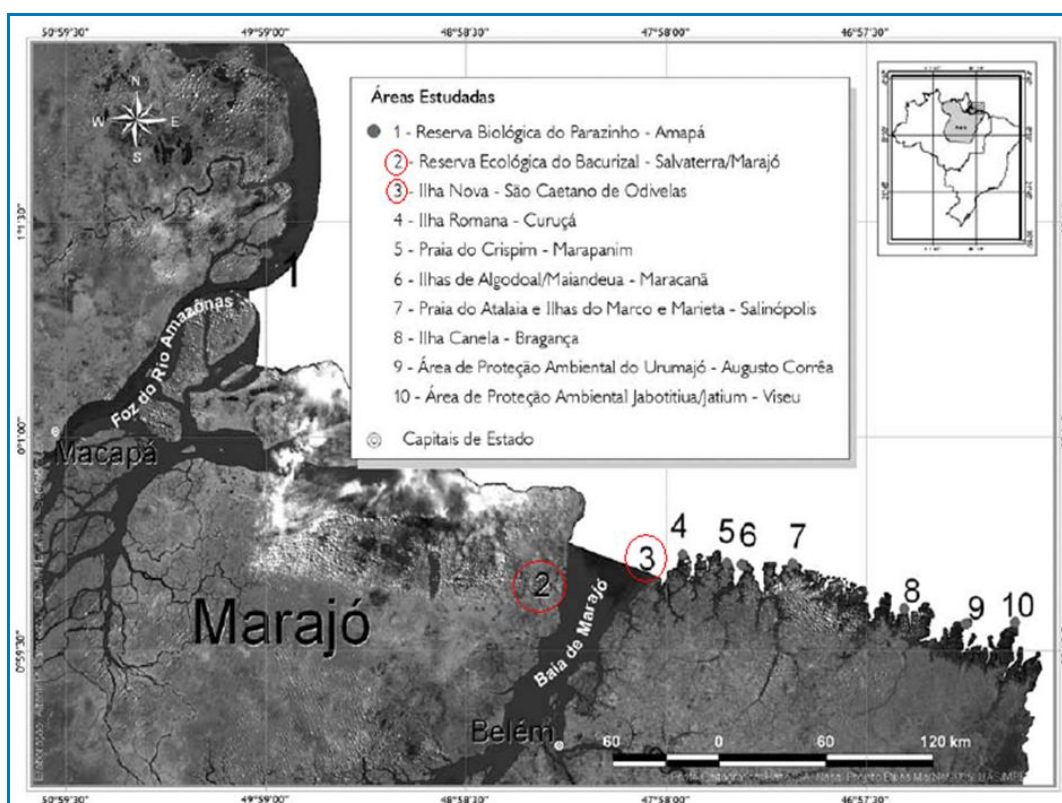 50°59'30" 49°59'00" 48°58'30" 47°58'00" 46°57'30"
N
W E
S
Áreas Estudadas
1 - Reserva Biológica do Parazinho - Amapá
2 - Reserva Ecológica do Bacurizal - Salvaterra/Marajó
3 - Ilha Nova - São Caetano de Odivelas
4 - Ilha Romana - Curuçá
5 - Praia do Crispim - Marapanim
6 - Ilhas de Algodoal/Maiandeua - Maracanã
7 - Praia do Atalaia e Ilhas do Marco e Marieta - Salinópolis
8 - Ilha Canela - Bragança
9 - Área de Proteção Ambiental do Urumajó - Augusto Corrêa
10 - Área de Proteção Ambiental Jabotitiua/Jatium - Viseu
Capitais de Estado
1°1'30"
1
Foz do Rio Amazônas
0°1'00"
Macapá
2
3
4
5 6
7
8
9
10
Marajó
Baia de Marajó
0°59'30"
Belém
60 0 60 120 km
50°59'30" 49°59'00" 48°58'30" 47°58'00" 46°57'30"